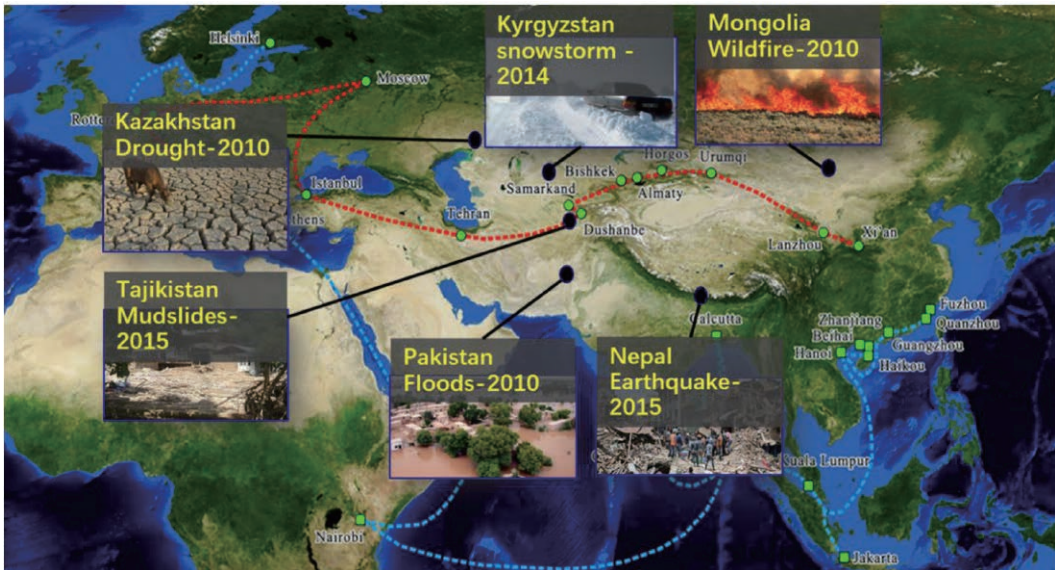 Helsinki
Moscow
Kyrgyzstan
snowstorm -
2014
Mongolia
Wildfire-2010
Kazakhstan
Drought-2010
Istanbul
Tehran
Samarkand
Bishkek
Horgos
Urumqi
Almaty
Dushanbe
Lanzhou
Xi'an
Tajikistan
Mudslides-
2015
Pakistan
Floods-2010
Nepal
Earthquake-
2015
Calcutta
Fuzhou
Quanzhou
Zhanjiang
Beihai
Guangzhou
Hanoi
Haikou
Nairobi
Jakarta